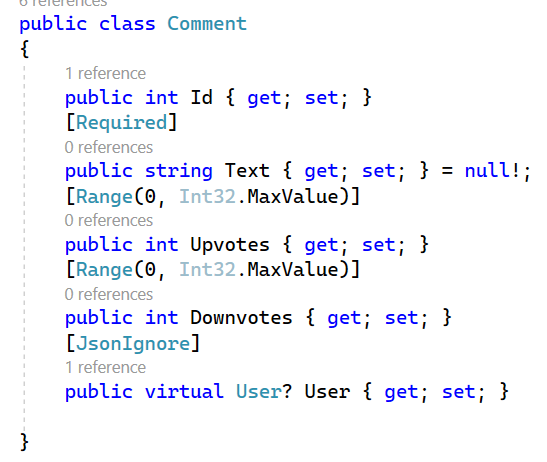 6 references
public class Comment
{
1 reference
public int Id { get; set; }
[Required]
0 references
public string Text { get; set; } = null!;
[Range(0, Int32.MaxValue)]
0 references
public int Upvotes { get; set; }
[Range(0, Int32.MaxValue)]
0 references
public int Downvotes { get; set; }
[JsonIgnore]
1 reference
public virtual User? User { get; set; }
}